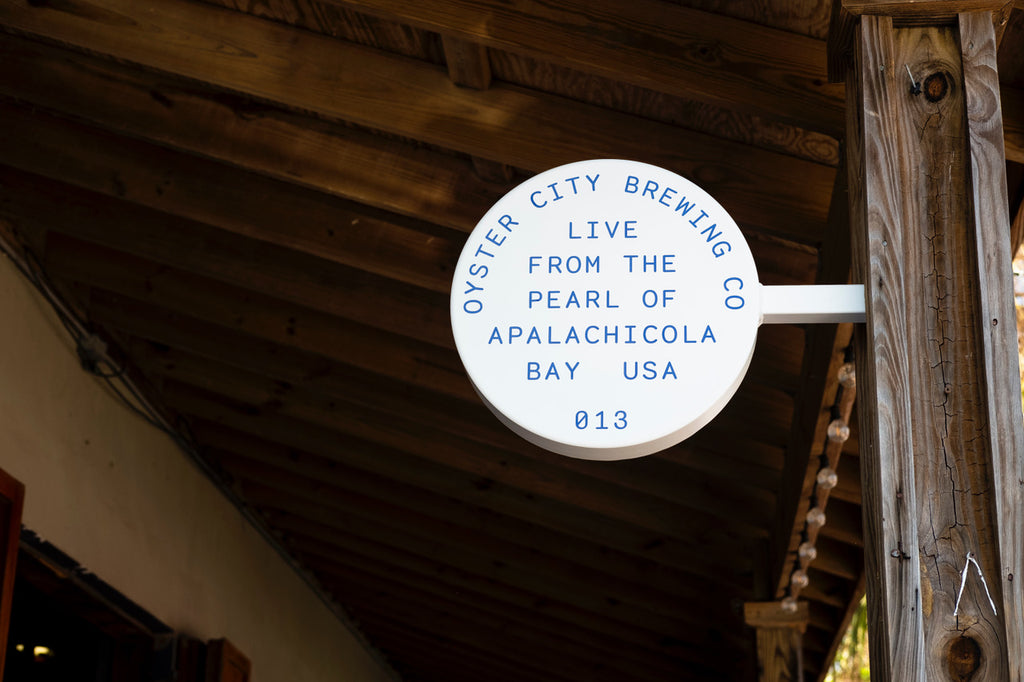 OYSTER CITY BREWING CO
LIVE
FROM THE
PEARL OF
APALACHICOLA
BAY USA
013